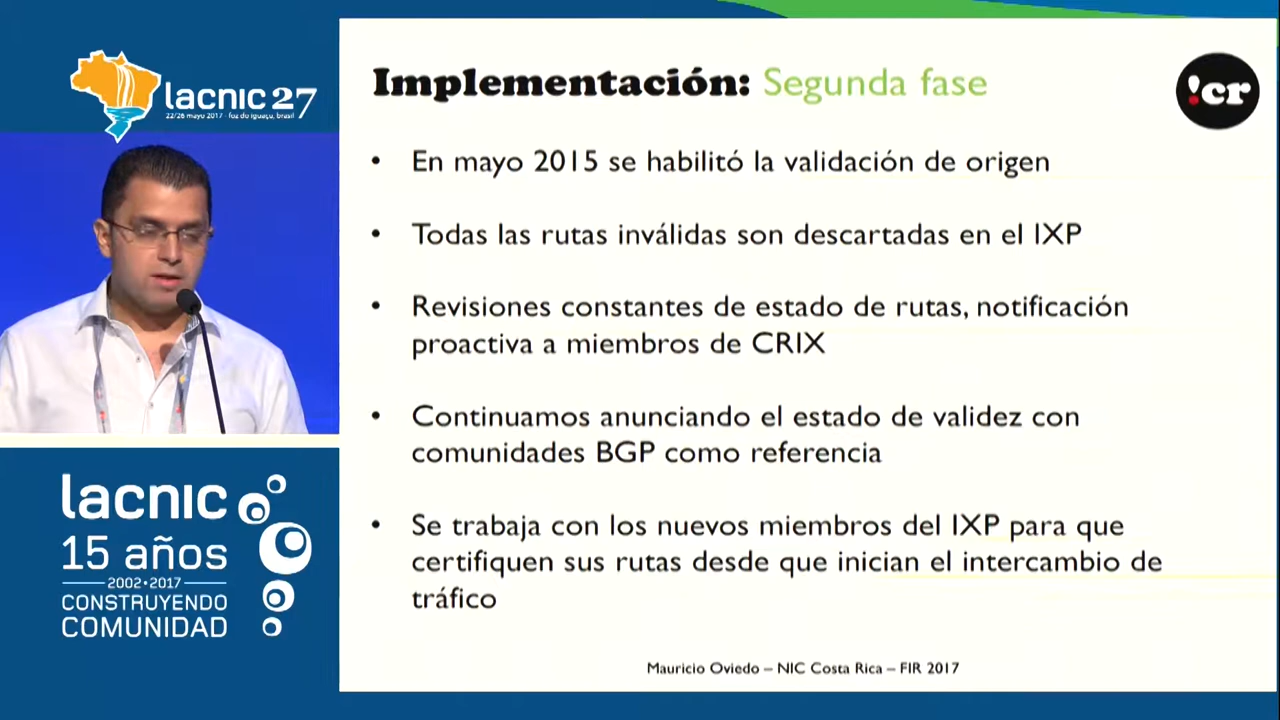 lacnic 27
22/26 mayo 2017 - foz do iguaçu, brasil
Implementación: Segunda fase
!cr
• En mayo 2015 se habilitó la validación de origen
• Todas las rutas inválidas son descartadas en el IXP
• Revisiones constantes de estado de rutas, notificación
proactiva a miembros de CRIX
• Continuamos anunciando el estado de validez con
comunidades BGP como referencia
• Se trabaja con los nuevos miembros del IXP para que
certifiquen sus rutas desde que inician el intercambio de
tráfico
Mauricio Oviedo – NIC Costa Rica – FIR 2017
lacnic
15 años
2002•2017
CONSTRUYENDO
COMUNIDAD